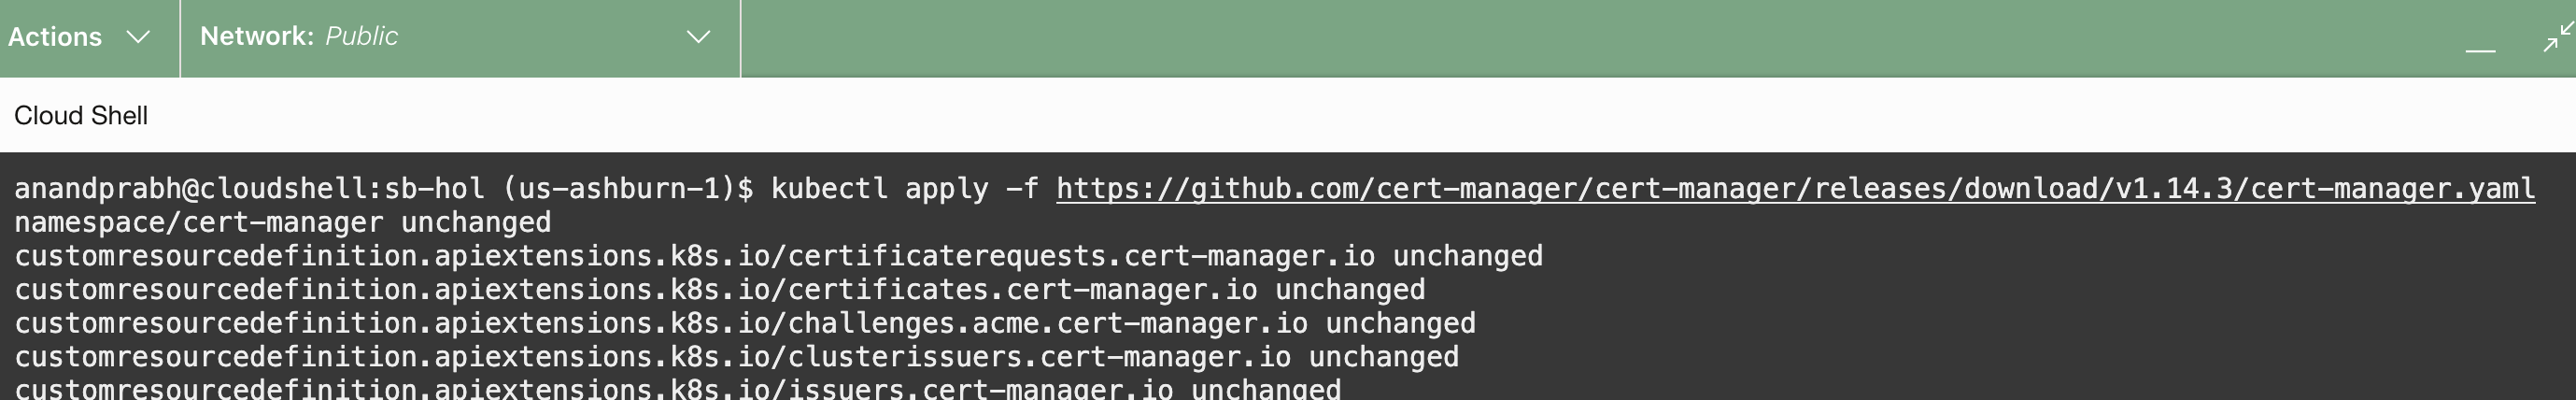 Actions
Network: Public
Cloud Shell
anandprabh@cloudshell:sb-hol (us-ashburn-1)$ kubectl apply -f https://github.com/cert-manager/cert-manager/releases/download/v1.14.3/cert-manager.yaml
namespace/cert-manager unchanged
customresourcedefinition.apiextensions.k8s.io/certificaterequests.cert-manager.io unchanged
customresourcedefinition.apiextensions.k8s.io/certificates.cert-manager.io unchanged
customresourcedefinition.apiextensions.k8s.io/challenges.acme.cert-manager.io unchanged
customresourcedefinition.apiextensions.k8s.io/clusterissuers.cert-manager.io unchanged
customresourcedefinition.apiextensions.k8s.io/issuers.cert-manager.io unchanged